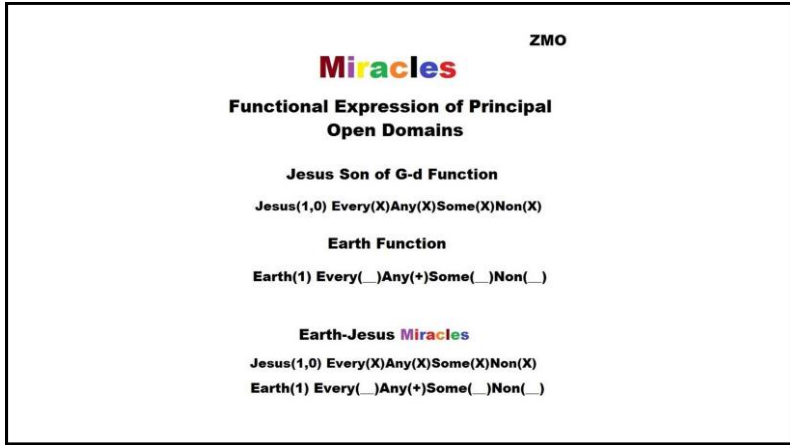 ZMO
Miracles
Functional Expression of Principal
Open Domains
Jesus Son of G-d Function
Jesus(1,0) Every(X)Any(X)Some(X)Non(X)
Earth Function
Earth(1) Every(__)Any(+)Some(__)Non(__)
Earth-Jesus Miracles
Jesus(1,0) Every(X)Any(X)Some(X)Non(X)
Earth(1) Every(__)Any(+)Some(__)Non(__)